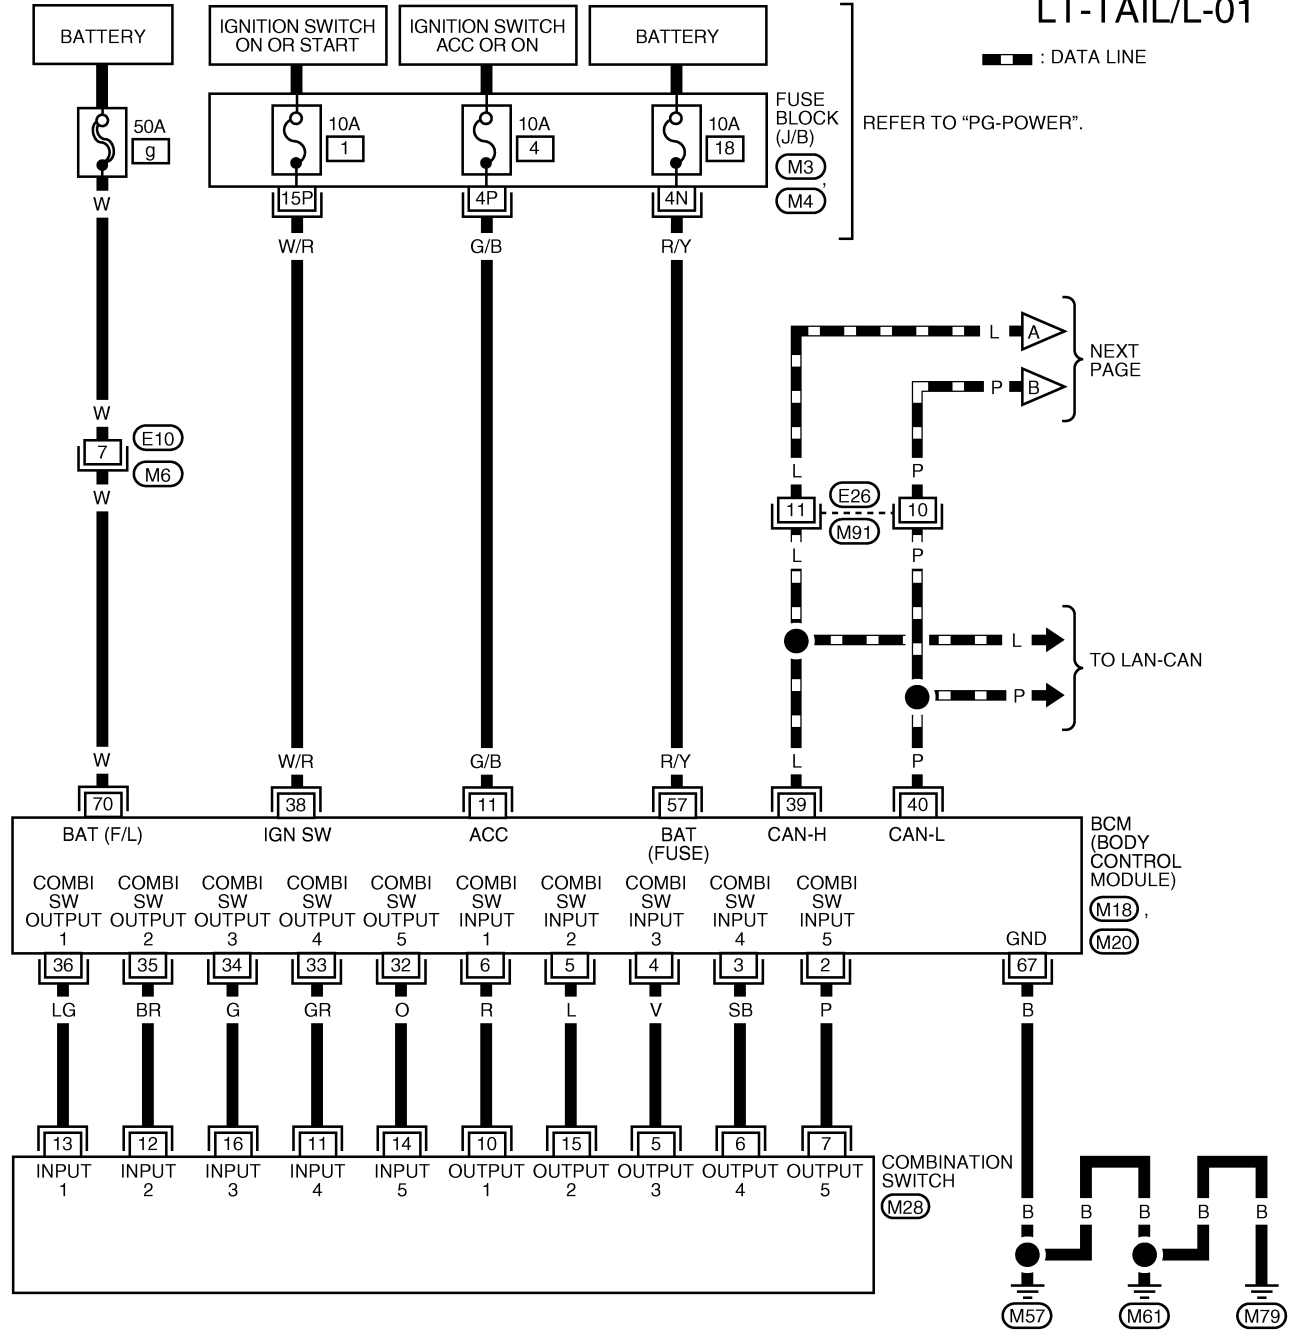 LT-TAIL/L-01
: DATA LINE
BATTERY
IGNITION SWITCH
ON OR START
IGNITION SWITCH
ACC OR ON
BATTERY
50A
g
10A
1
10A
4
10A
18
FUSE
BLOCK
(J/B)
M3 ,
M4
REFER TO “PG-POWER”.
15P
4P
4N
W
W/R
G/B
R/Y
L
A
P
B
NEXT
PAGE
W
7
E10
M6
W
L
P
11
E26
M91
10
L
P
L
P
TO LAN-CAN
W
W/R
G/B
R/Y
L
P
70
38
11
57
39
40
BAT (F/L)
IGN SW
ACC
BAT
(FUSE)
CAN-H
CAN-L
BCM
(BODY
CONTROL
MODULE)
M18 ,
M20
COMBI
SW
OUTPUT
1
COMBI
SW
OUTPUT
2
COMBI
SW
OUTPUT
3
COMBI
SW
OUTPUT
4
COMBI
SW
OUTPUT
5
COMBI
SW
INPUT
1
COMBI
SW
INPUT
2
COMBI
SW
INPUT
3
COMBI
SW
INPUT
4
COMBI
SW
INPUT
5
GND
36
35
34
33
32
6
5
4
3
2
67
LG
BR
G
GR
O
R
L
V
SB
P
B
13
12
16
11
14
10
15
5
6
7
INPUT
1
INPUT
2
INPUT
3
INPUT
4
INPUT
5
OUTPUT
1
OUTPUT
2
OUTPUT
3
OUTPUT
4
OUTPUT
5
COMBINATION
SWITCH
M28
B
B
B
B
B
M57
M61
M79